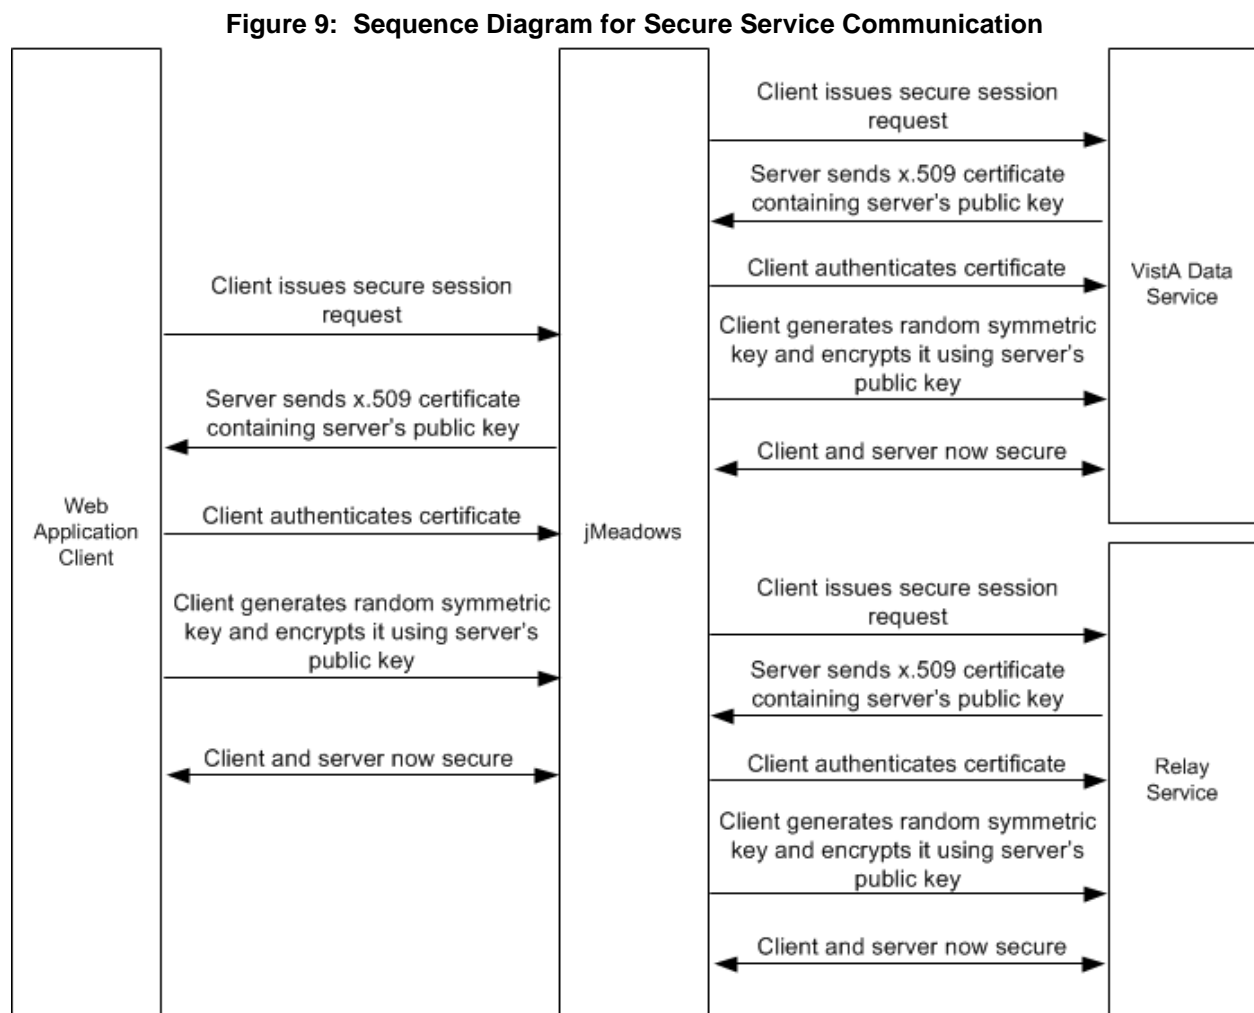 Figure 9:  Sequence Diagram for Secure Service Communication
Web
Application
Client
Client issues secure session
request
Server sends x.509 certificate
containing server's public key
Client authenticates certificate
Client generates random symmetric
key and encrypts it using server's
public key
Client and server now secure
jMeadows
Client issues secure session
request
Server sends x.509 certificate
containing server's public key
Client authenticates certificate
Client generates random symmetric
key and encrypts it using server's
public key
Client and server now secure
VistA Data
Service
Client issues secure session
request
Server sends x.509 certificate
containing server's public key
Client authenticates certificate
Client generates random symmetric
key and encrypts it using server's
public key
Client and server now secure
Relay
Service